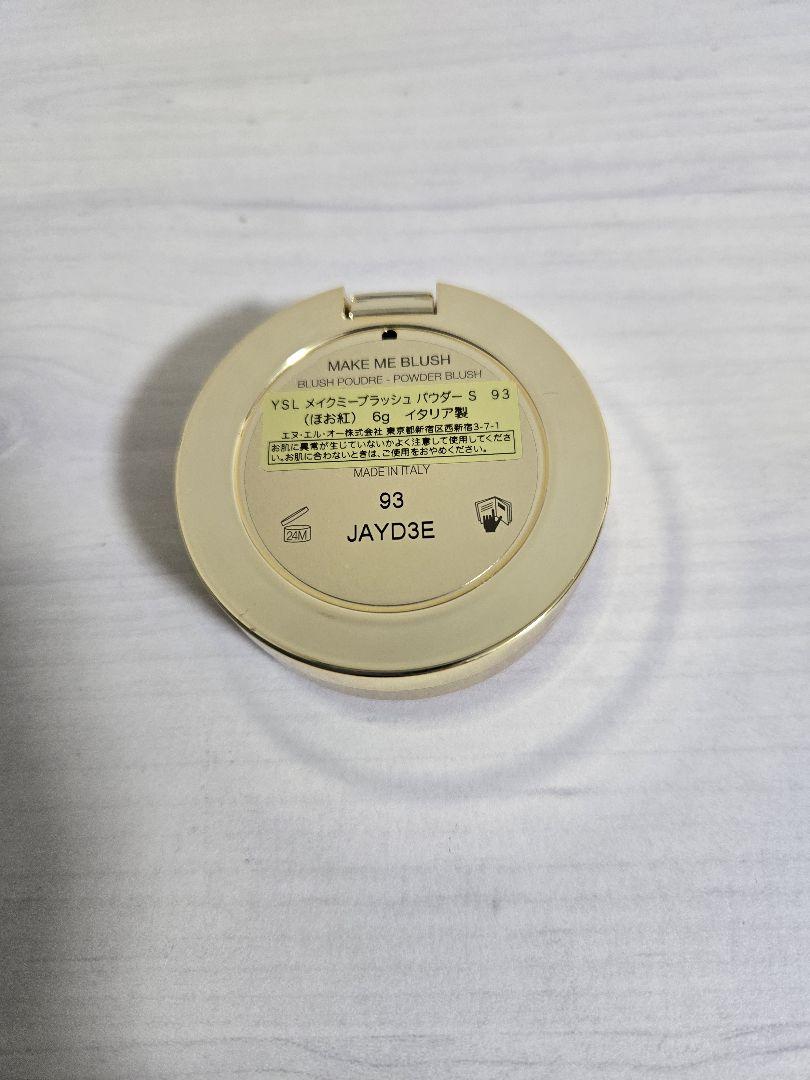 MAKE ME BLUSH
BLUSH POUDRE - POWDER BLUSH
YSL メイクミーブラッシュ パウダー S 93
（ほお紅） 6g イタリア製
エヌ・エル・オー株式会社 東京都新宿区西新宿3-7-1
お肌に異常が生じていないかよく注意して使用してくださ
い。お肌に合わないときは、ご使用をおやめください。
MADE IN ITALY
93
24M
JAYD3E